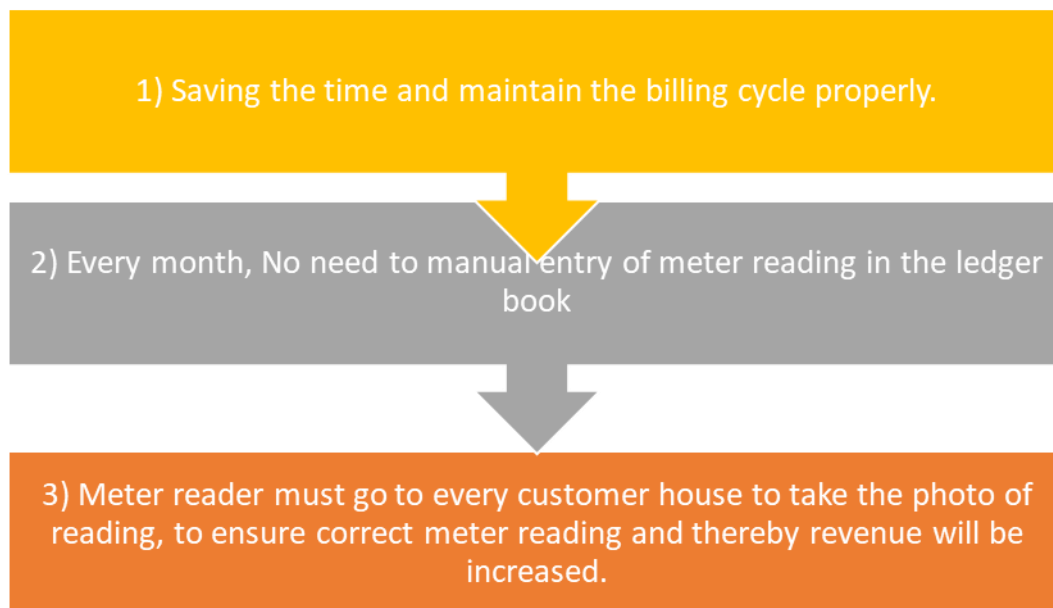 1) Saving the time and maintain the billing cycle properly.
2) Every month, No need to manual entry of meter reading in the ledger
book
3) Meter reader must go to every customer house to take the photo of
reading, to ensure correct meter reading and thereby revenue will be
increased.